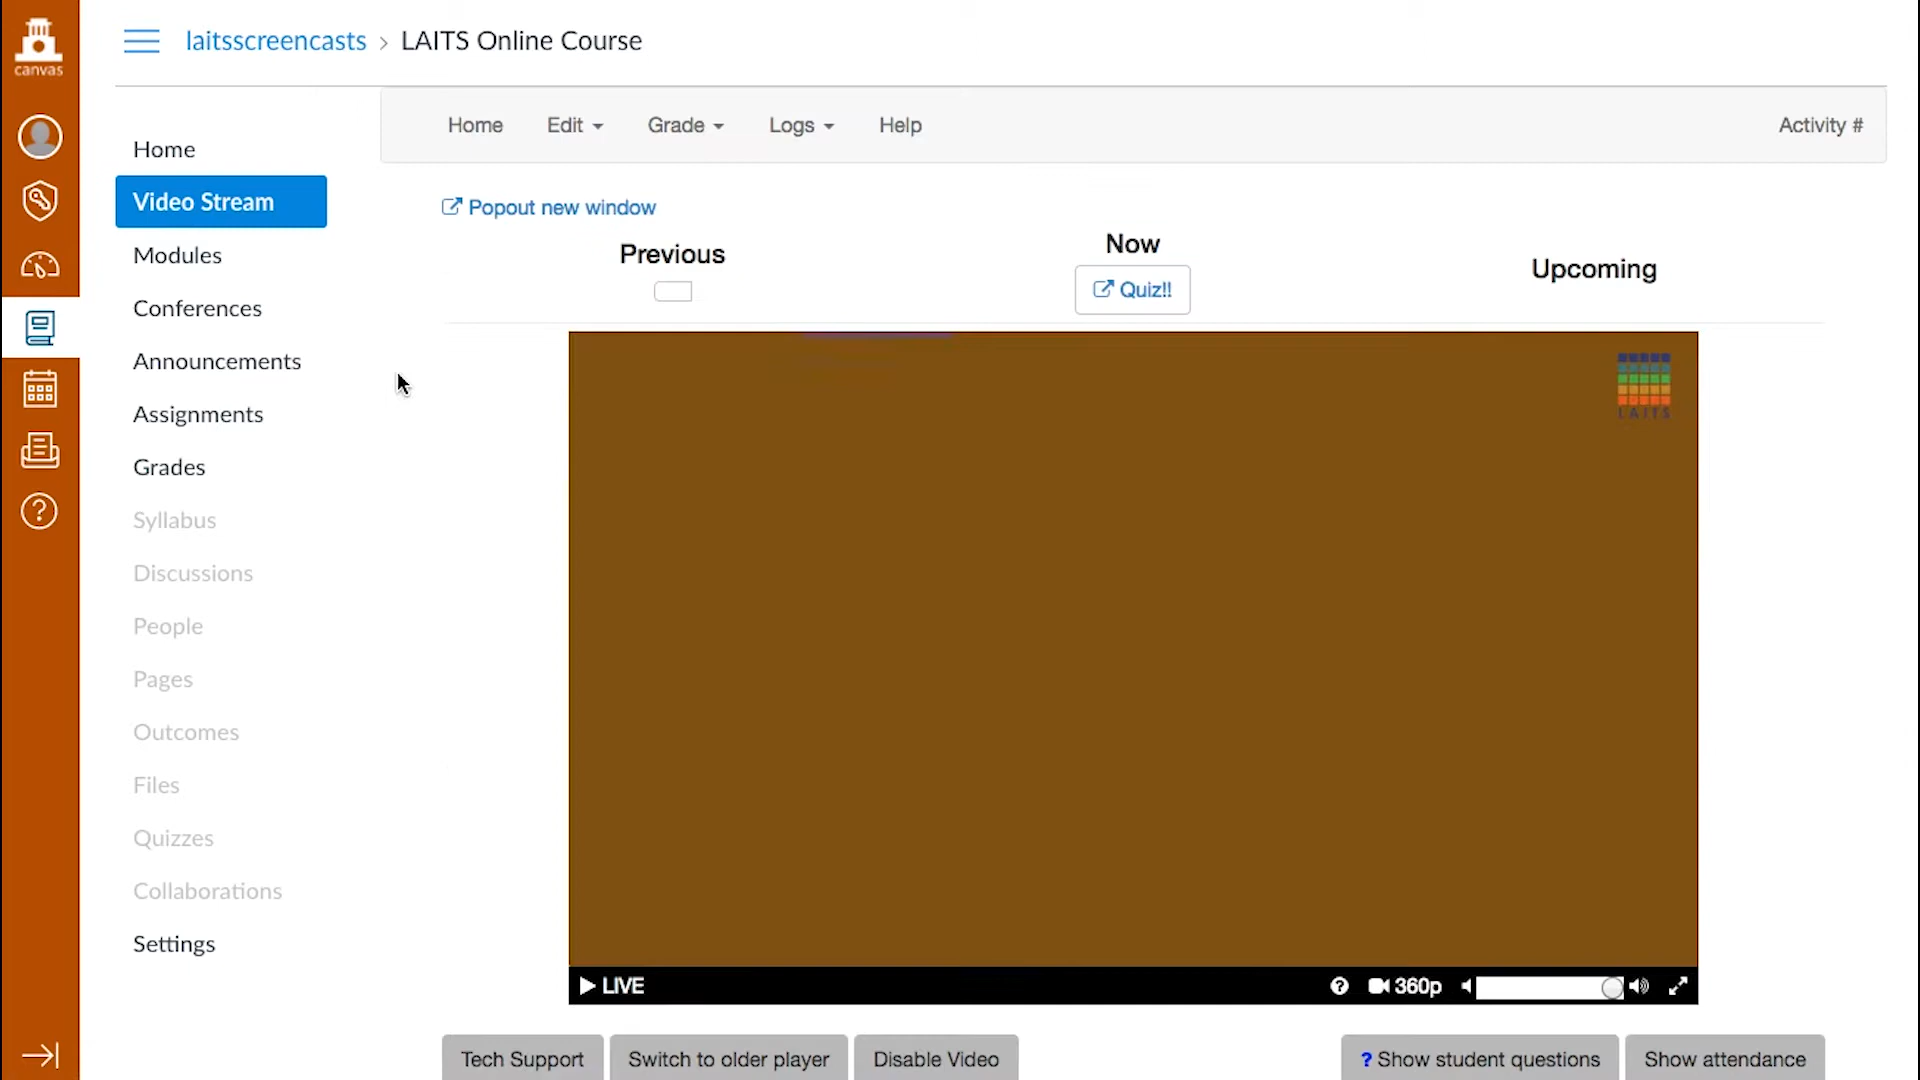 canvas
laitsscreencasts › LAITS Online Course
Home
Video Stream
Modules
Conferences
Announcements
Assignments
Grades
Syllabus
Discussions
People
Pages
Outcomes
Files
Quizzes
Collaborations
Settings
Home Edit Grade Logs Help Activity #
Popout new window
Previous
Now
Quiz!!
Upcoming
LAITS
LIVE
360p
Tech Support
Switch to older player
Disable Video
? Show student questions
Show attendance